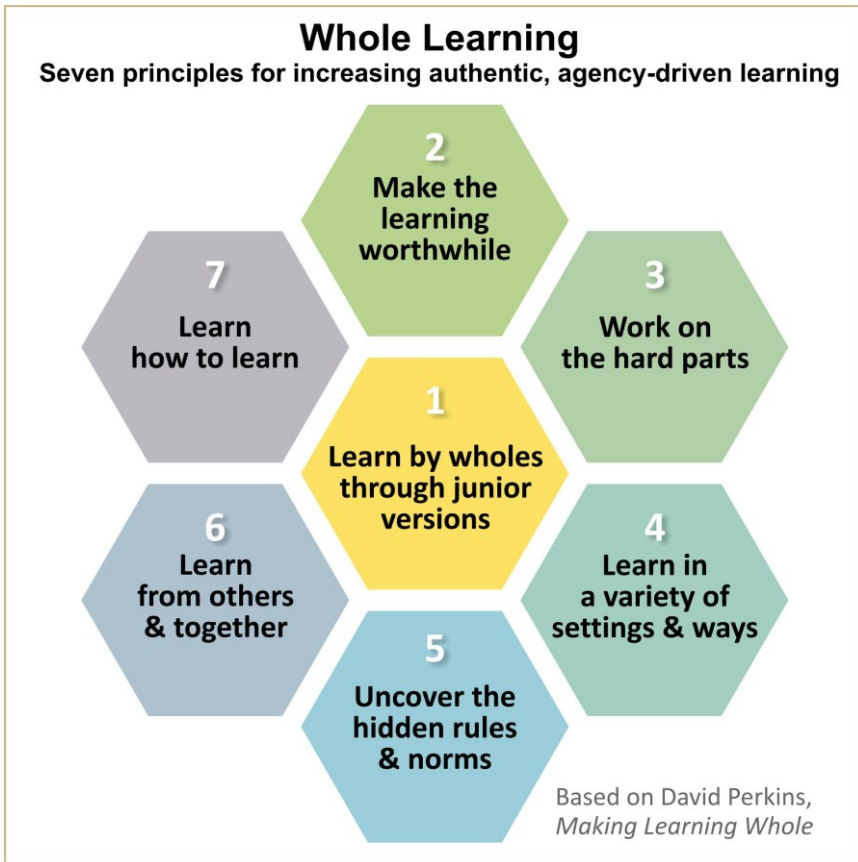 Whole Learning
Seven principles for increasing authentic, agency-driven learning
1
Learn by wholes
through junior
versions
2
Make the
learning
worthwhile
3
Work on
the hard parts
4
Learn in
a variety of
settings & ways
5
Uncover the
hidden rules
& norms
6
Learn
from others
& together
7
Learn
how to learn
Based on David Perkins,
Making Learning Whole